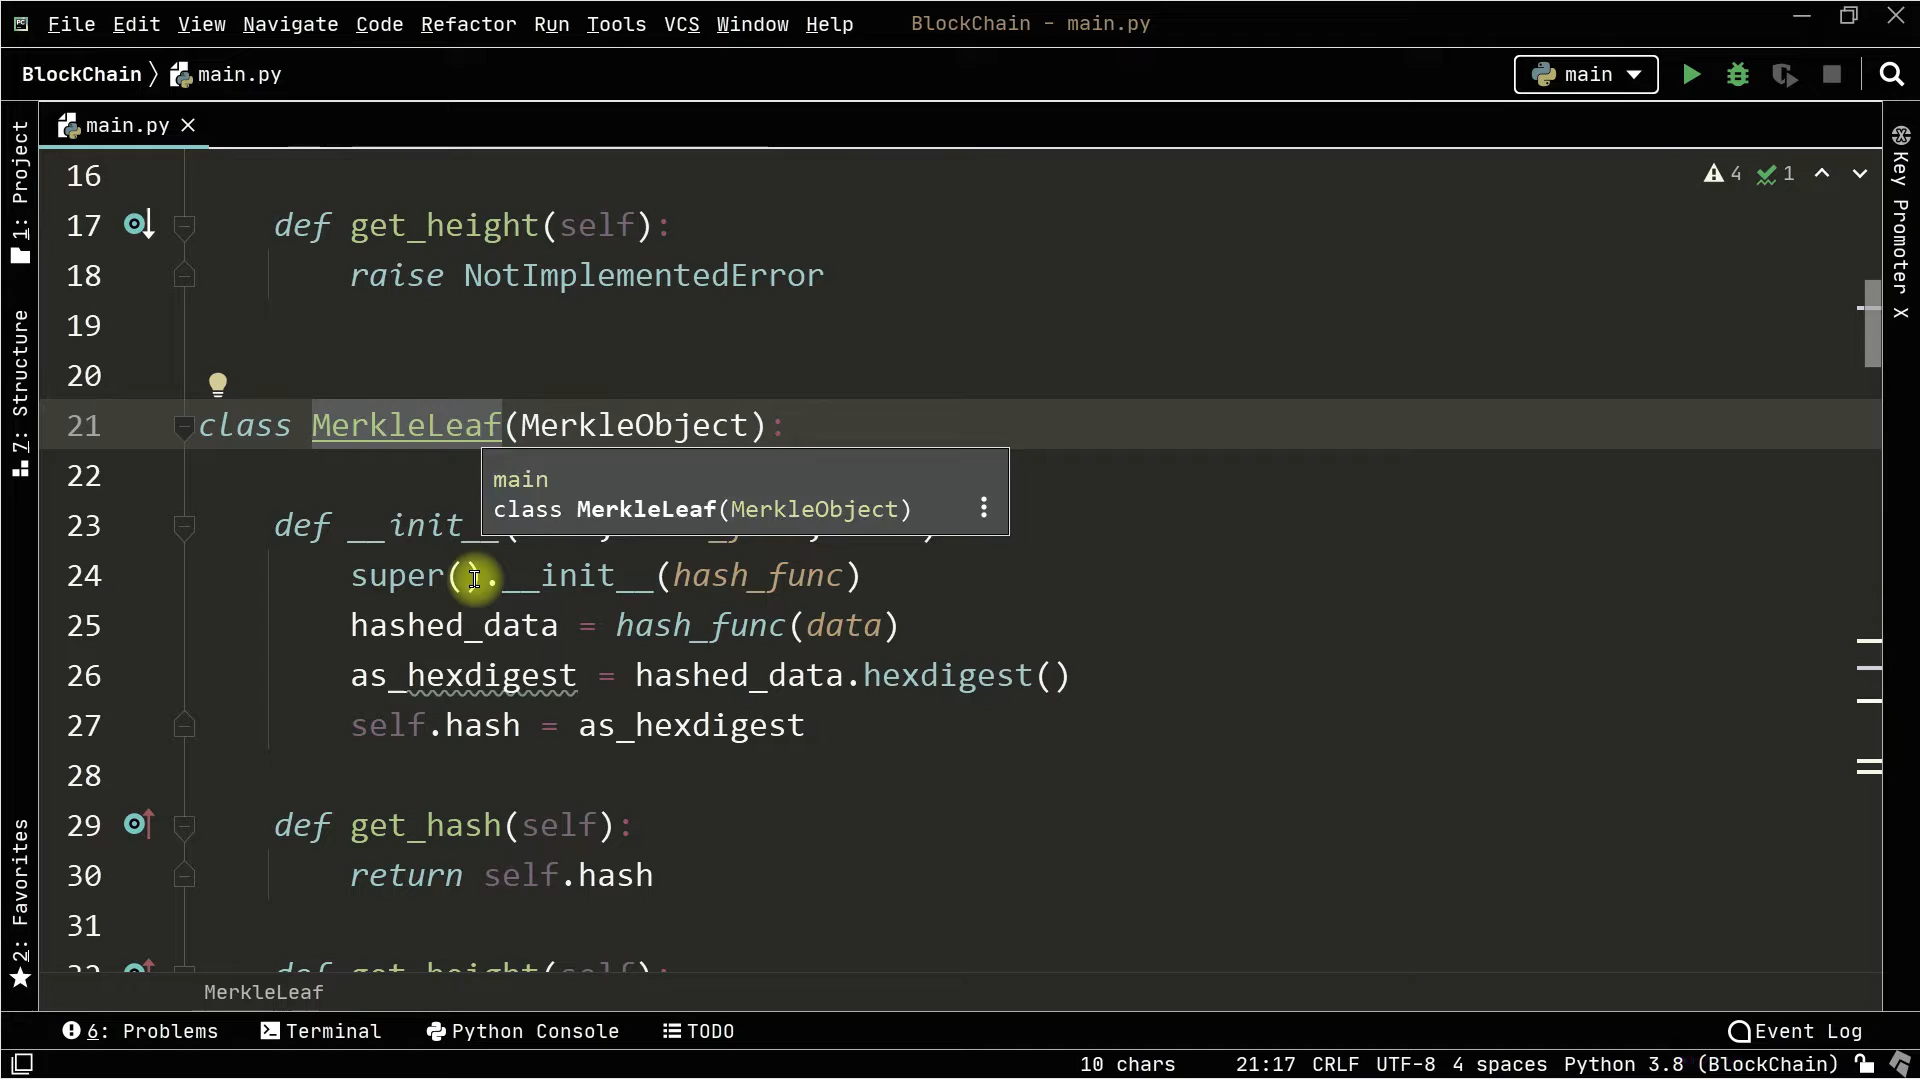 File Edit View Navigate Code Refactor Run Tools VCS Window Help BlockChain - main.py
BlockChain main.py main
main.py
1: Project
7: Structure
2: Favorites
Key Promoter X
4 1
16
17 def get_height(self):
18 raise NotImplementedError
19
20
21 class MerkleLeaf(MerkleObject):
22
main
class MerkleLeaf(MerkleObject)
23 def __init__(
24 super().__init__(hash_func)
25 hashed_data = hash_func(data)
26 as_hexdigest = hashed_data.hexdigest()
27 self.hash = as_hexdigest
28
29 def get_hash(self):
30 return self.hash
31
32 def get_height(self):
MerkleLeaf
6: Problems Terminal Python Console TODO Event Log
10 chars 21:17 CRLF UTF-8 4 spaces Python 3.8 (BlockChain)